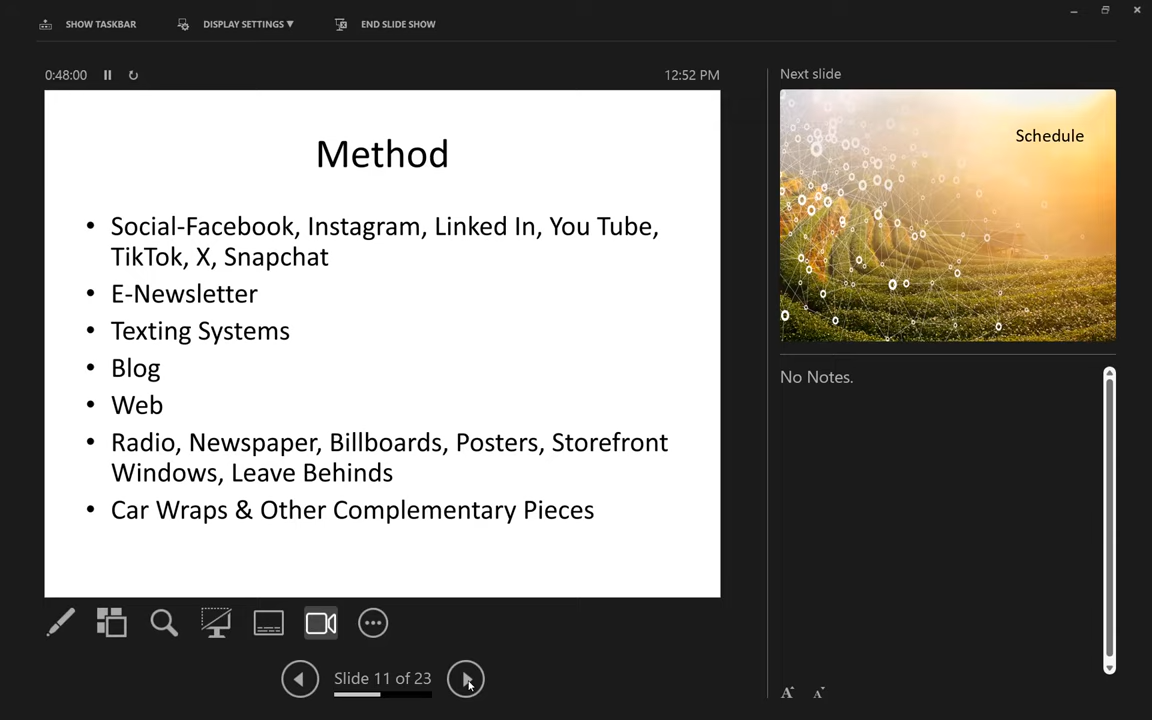 SHOW TASKBAR
DISPLAY SETTINGS ▼
END SLIDE SHOW
0:48:00
12:52 PM
Method
• Social-Facebook, Instagram, Linked In, You Tube,
TikTok, X, Snapchat
• E-Newsletter
• Texting Systems
• Blog
• Web
• Radio, Newspaper, Billboards, Posters, Storefront
Windows, Leave Behinds
• Car Wraps & Other Complementary Pieces
Slide 11 of 23
Next slide
Schedule
No Notes.
A A